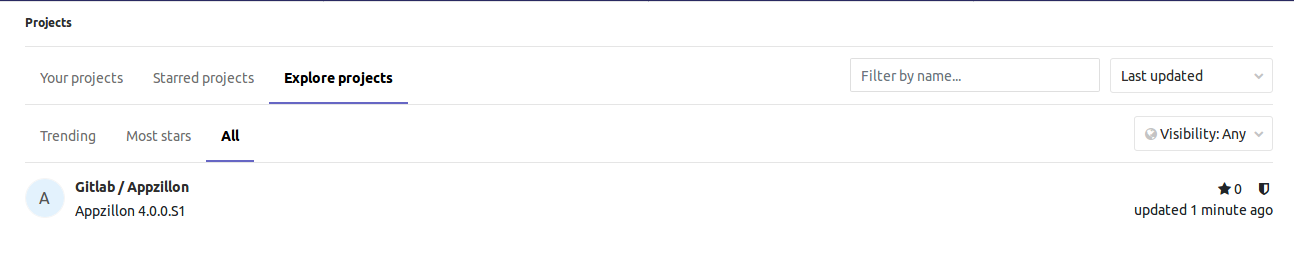 Projects
Your projects Starred projects Explore projects Filter by name... Last updated
Trending Most stars All Visibility: Any
A Gitlab / Appzillon 0
Appzillon 4.0.0.S1 updated 1 minute ago